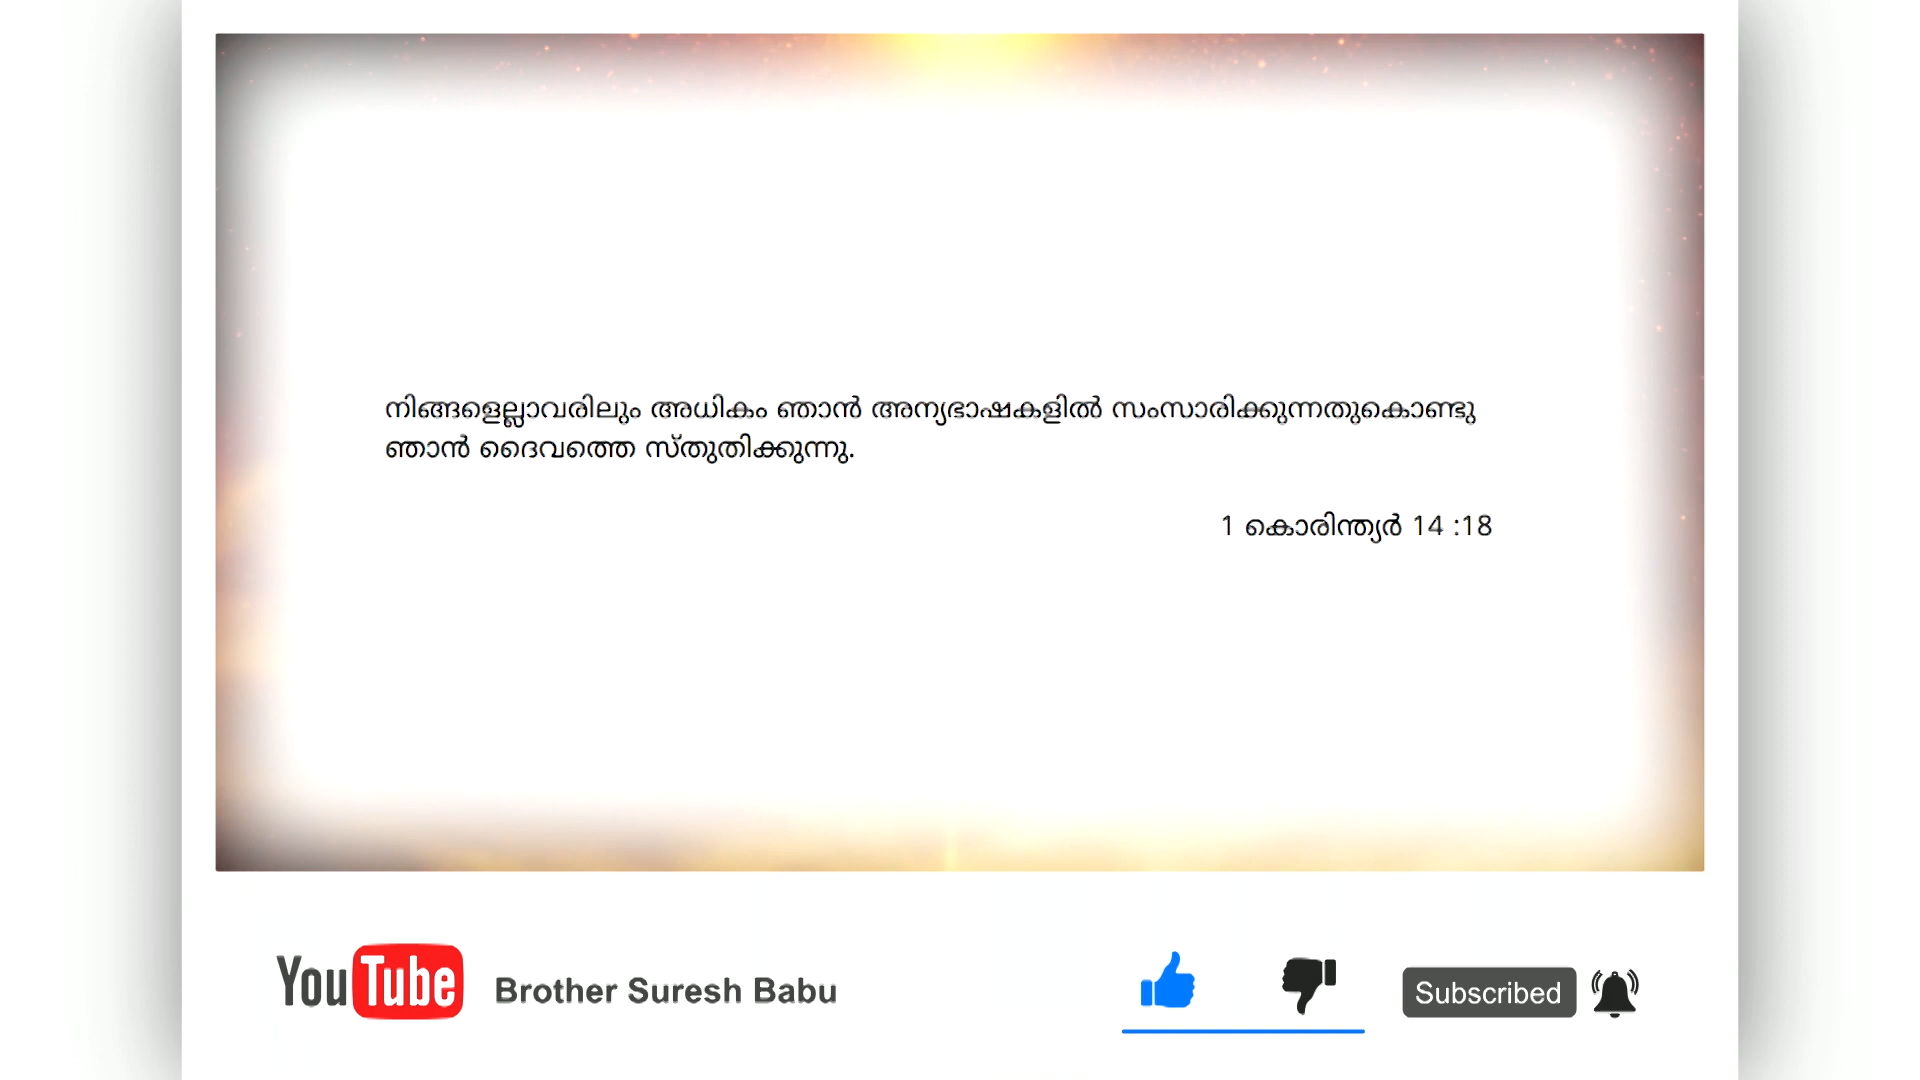 നിങ്ങളെല്ലാവരിലും അധികം ഞാൻ അന്യഭാഷകളിൽ സംസാരിക്കുന്നതുകൊണ്ടു
ഞാൻ ദൈവത്തെ സ്തുതിക്കുന്നു.
1 കൊരിന്ത്യർ 14 :18
YouTube Brother Suresh Babu Subscribed